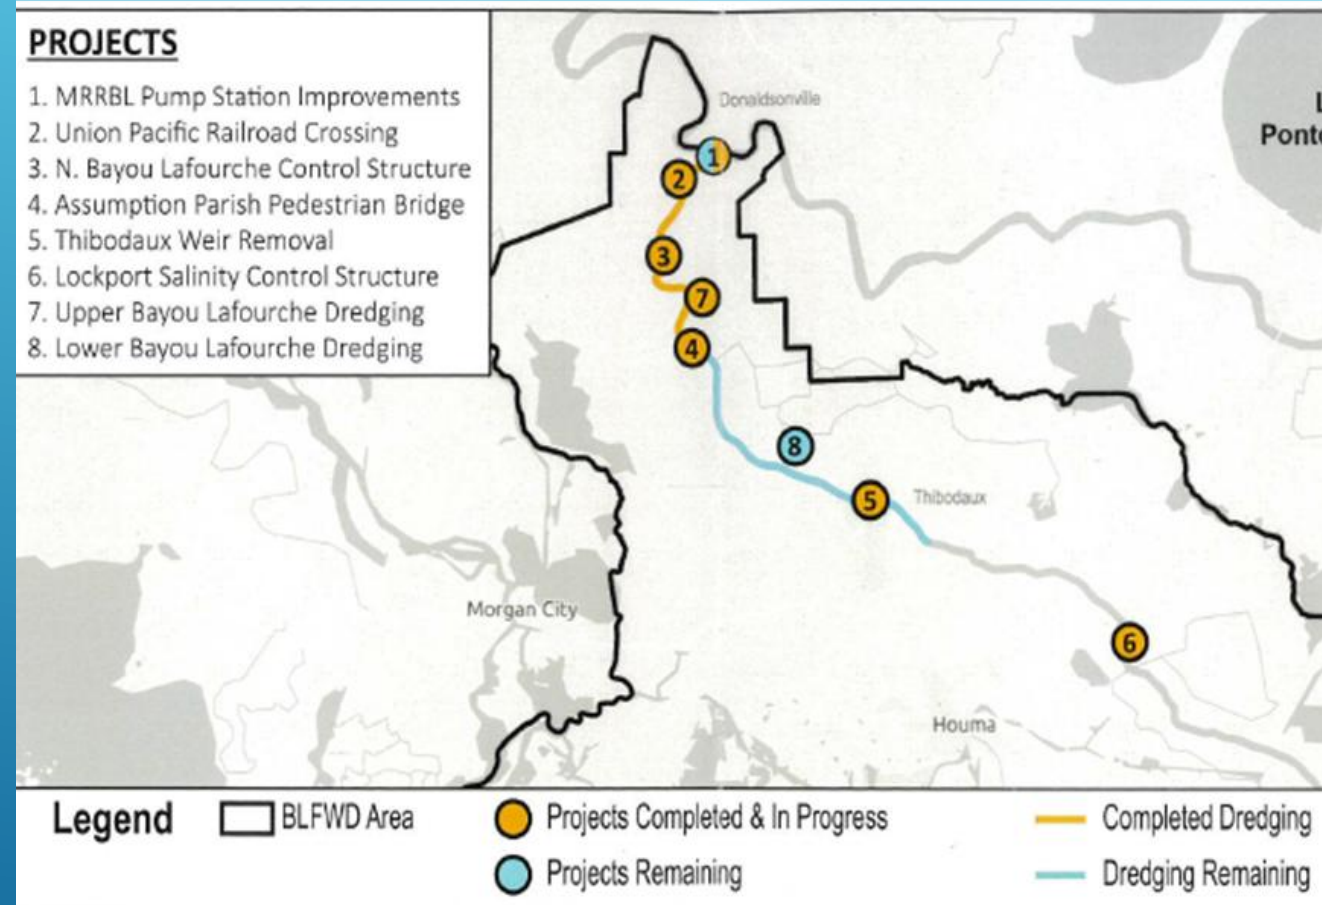 PROJECTS
1. MRRBL Pump Station Improvements
2. Union Pacific Railroad Crossing
3. N. Bayou Lafourche Control Structure
4. Assumption Parish Pedestrian Bridge
5. Thibodaux Weir Removal
6. Lockport Salinity Control Structure
7. Upper Bayou Lafourche Dredging
8. Lower Bayou Lafourche Dredging
Donaldsonville
L
Ponto
1
2
3
7
4
8
5
Thibodaux
Morgan City
6
Houma
Legend
BLFWD Area
Projects Completed & In Progress
Completed Dredging
Projects Remaining
Dredging Remaining